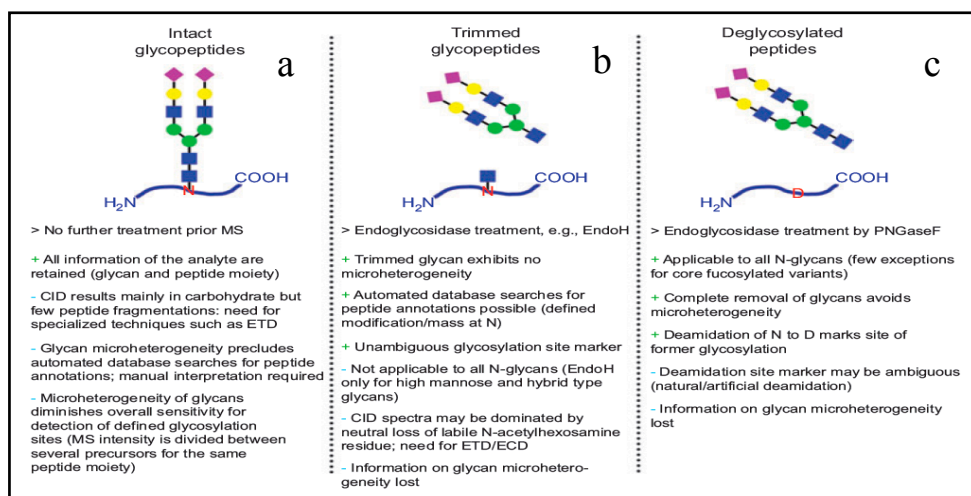 Intact
glycopeptides
a
N
H2N
COOH
> No further treatment prior MS
+ All information of the analyte are
retained (glycan and peptide moiety)
- CID results mainly in carbohydrate but
few peptide fragmentations: need for
specialized techniques such as ETD
- Glycan microheterogeneity precludes
automated database searches for peptide
annotations; manual interpretation required
- Microheterogeneity of glycans
diminishes overall sensitivity for
detection of defined glycosylation
sites (MS intensity is divided between
several precursors for the same
peptide moiety)
Trimmed
glycopeptides
b
N
H2N
COOH
> Endoglycosidase treatment, e.g., EndoH
+ Trimmed glycan exhibits no
microheterogeneity
+ Automated database searches for
peptide annotations possible (defined
modification/mass at N)
+ Unambiguous glycosylation site marker
- Not applicable to all N-glycans (EndoH
only for high mannose and hybrid type
glycans)
- CID spectra may be dominated by
neutral loss of labile N-acetylhexosamine
residue; need for ETD/ECD
- Information on glycan microhetero-
geneity lost
Deglycosylated
peptides
c
D
H2N
COOH
> Endoglycosidase treatment by PNGaseF
+ Applicable to all N-glycans (few exceptions
for core fucosylated variants)
+ Complete removal of glycans avoids
microheterogeneity
+ Deamidation of N to D marks site of
former glycosylation
- Deamidation site marker may be ambiguous
(natural/artificial deamidation)
- Information on glycan microheterogeneity
lost